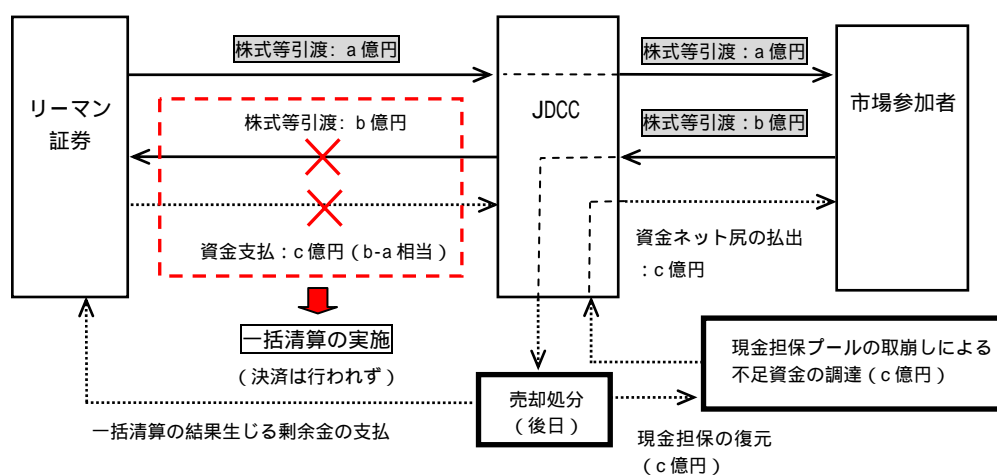 株式等引渡: a億円
株式等引渡：a億円
リーマン
証券
JDCC
市場参加者
株式等引渡: b億円
株式等引渡：b億円
資金支払：c億円（b-a相当）
資金ネット尻の払出
：c億円
一括清算の実施
（決済は行われず）
現金担保プールの取崩しによる
不足資金の調達（c億円）
売却処分
（後日）
一括清算の結果生じる剰余金の支払
現金担保の復元
（c億円）